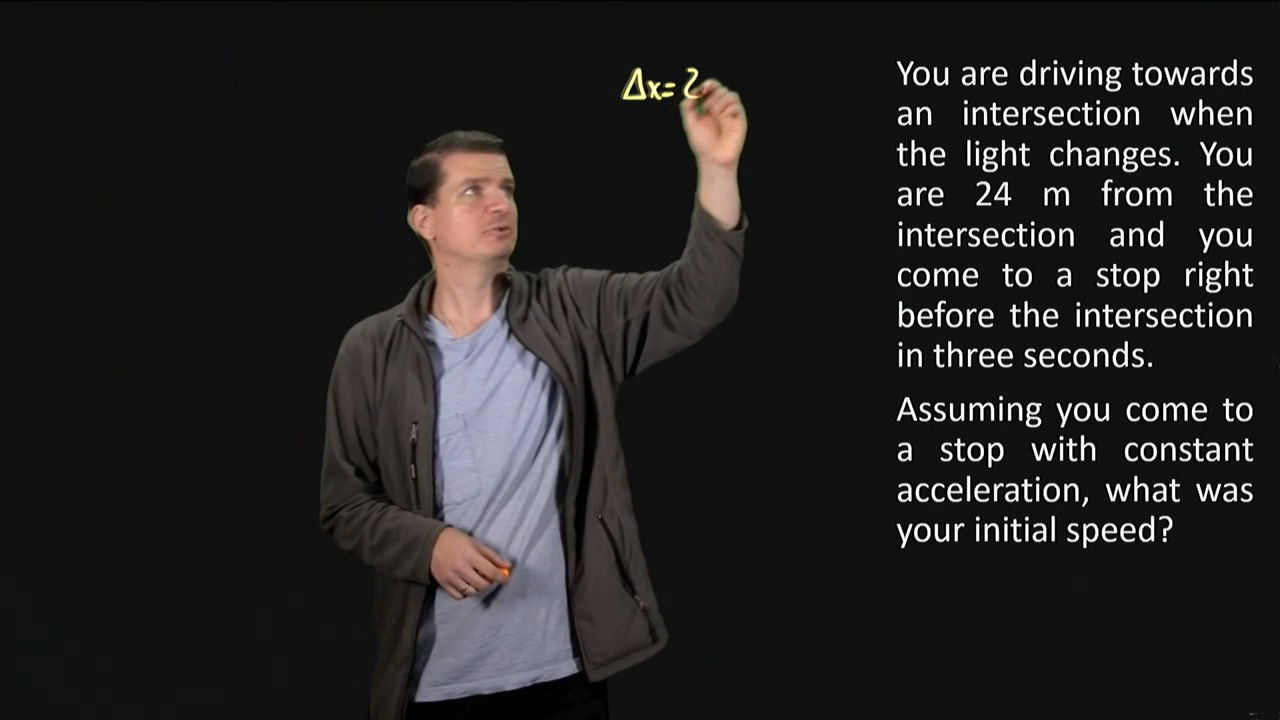 Δx= 2
You are driving towards
an intersection when
the light changes. You
are 24 m from the
intersection and you
come to a stop right
before the intersection
in three seconds.
Assuming you come to
a stop with constant
acceleration, what was
your initial speed?